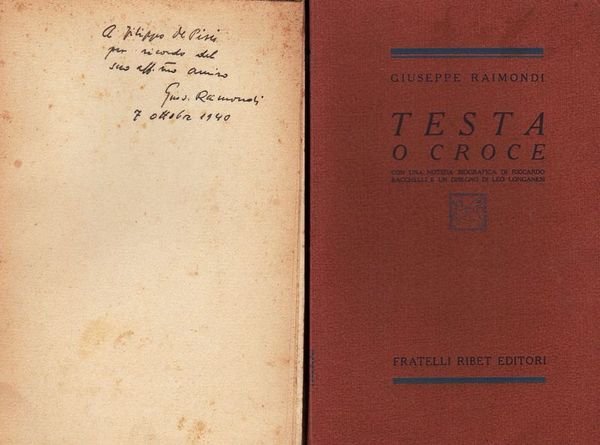 A Filippo De Pisis
per ricordo del
suo aff.mo amico
Gius. Raimondi
7 ottobre 1940
GIUSEPPE RAIMONDI
TESTA
O CROCE
CON UNA NOTIZIA BIOGRAFICA DI RICCARDO
BACCHELLI E UN DISEGNO DI LEO LONGANESI
FRATELLI RIBET EDITORI